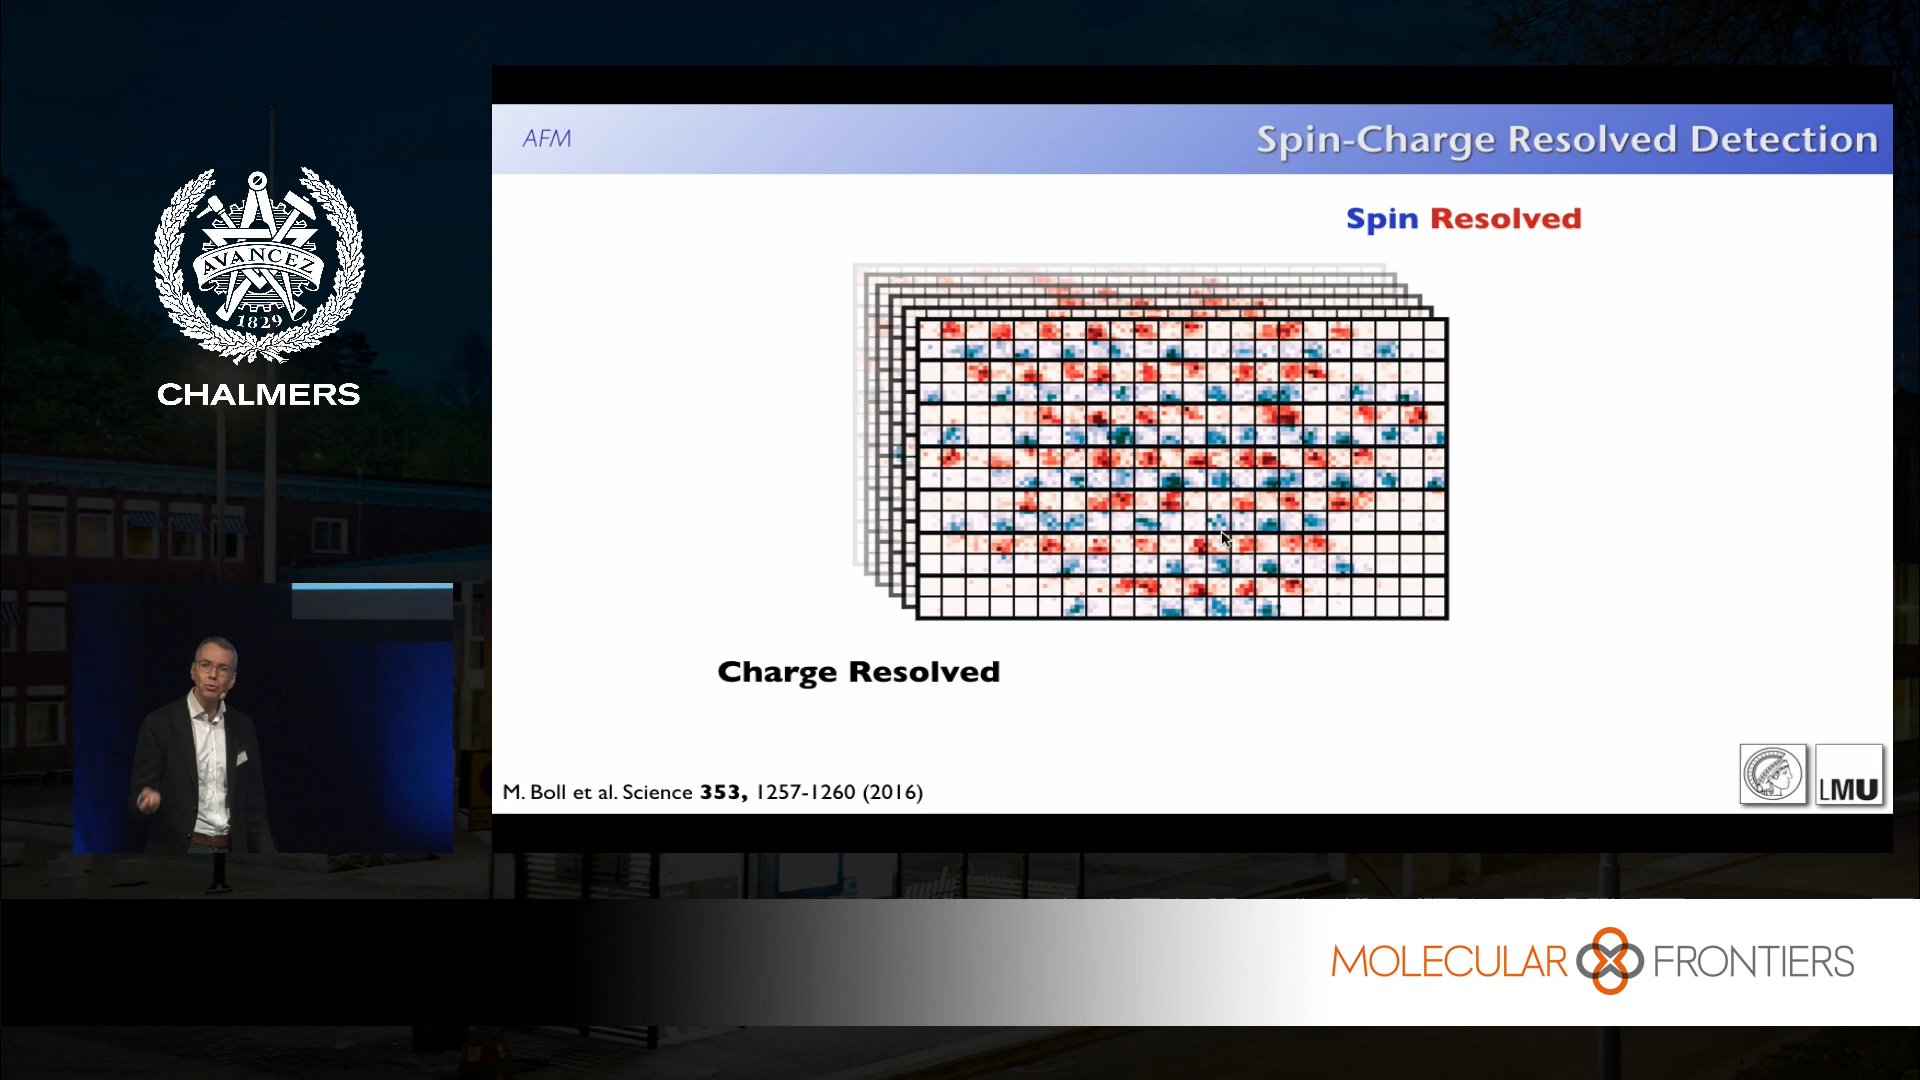 AFM
Spin-Charge Resolved Detection
Spin Resolved
AVANCEZ
1829
CHALMERS
Charge Resolved
M. Boll et al. Science 353, 1257-1260 (2016)
LMU
MOLECULAR FRONTIERS